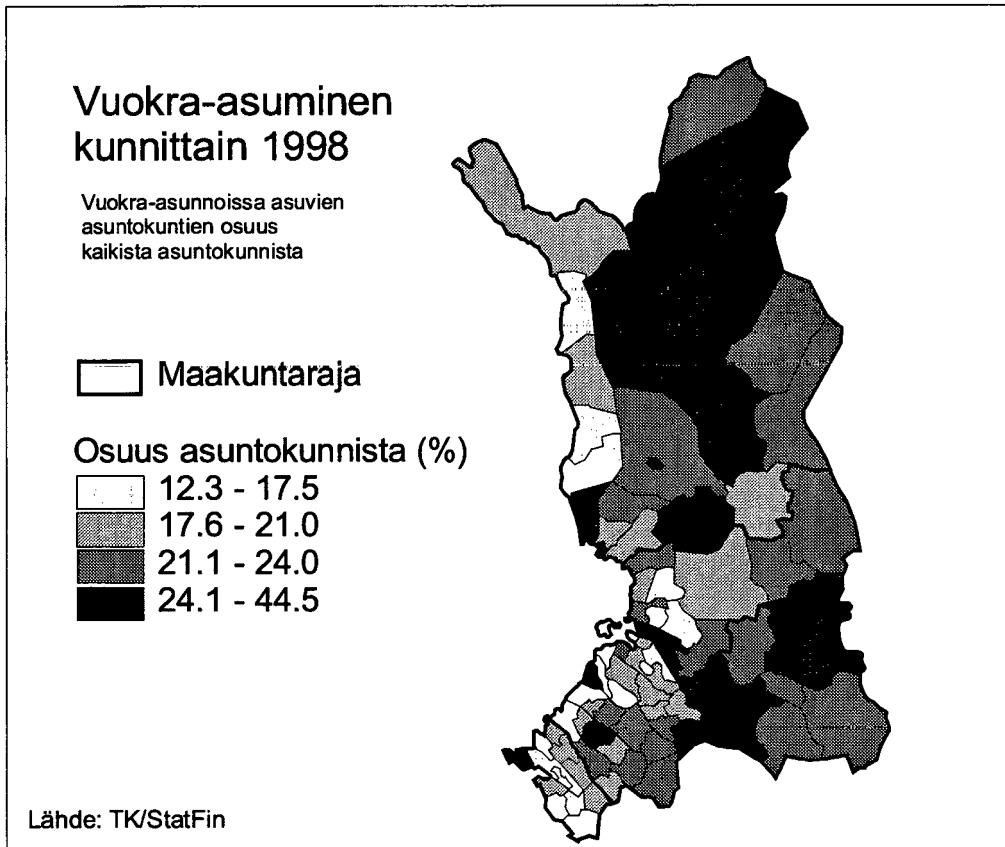 Vuokra-asuminen
kunnittain 1998
Vuokra-asunnoissa asuvien
asuntokuntien osuus
kaikista asuntokunnista
Maakuntaraja
Osuus asuntokunnista (%)
12.3 - 17.5
17.6 - 21.0
21.1 - 24.0
24.1 - 44.5
Lähde: TK/StatFin